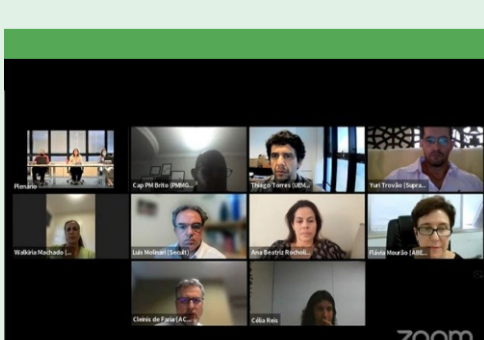 Plenário
Cap PM Brito (PMMG...
Thiago Torres (UEM...
Yuri Trovão (Supra...
Walkiria Machado (...
Luis Molinari (Secult)
Ana Beatriz Rocholi...
Flávia Mourão (ABE...
Cleinis de Faria (AC...
Célia Reis
zoom